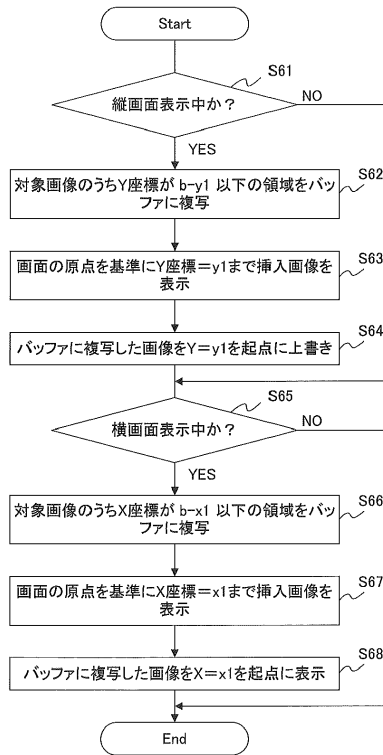 Start
S61
縦画面表示中か？
NO
YES
S62
対象画像のうちY座標が b-y1 以下の領域をバッ
ファに複写
S63
画面の原点を基準にY座標=y1まで挿入画像を
表示
S64
バッファに複写した画像をY=y1を起点に上書き
S65
横画面表示中か？
NO
YES
S66
対象画像のうちX座標が b-x1 以下の領域をバッ
ファに複写
S67
画面の原点を基準にX座標=x1まで挿入画像を
表示
S68
バッファに複写した画像をX=x1を起点に表示
End